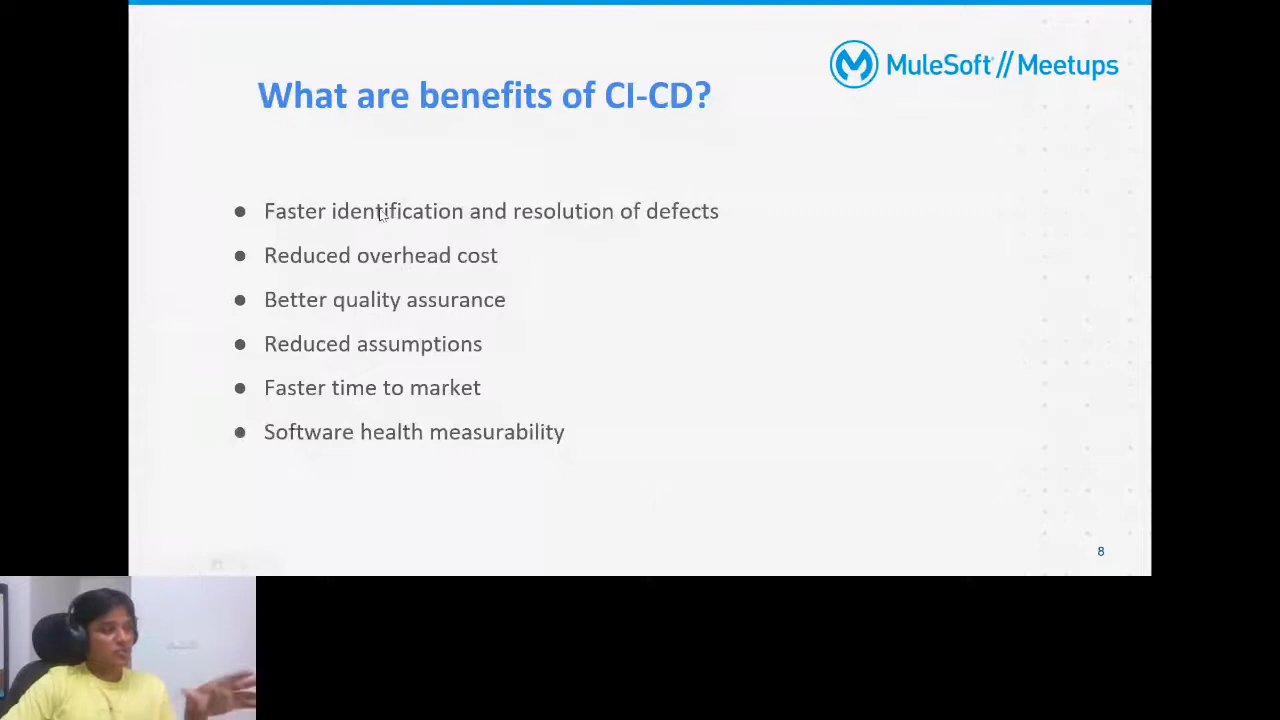 MuleSoft // Meetups
What are benefits of CI-CD?
● Faster identification and resolution of defects
● Reduced overhead cost
● Better quality assurance
● Reduced assumptions
● Faster time to market
● Software health measurability
8